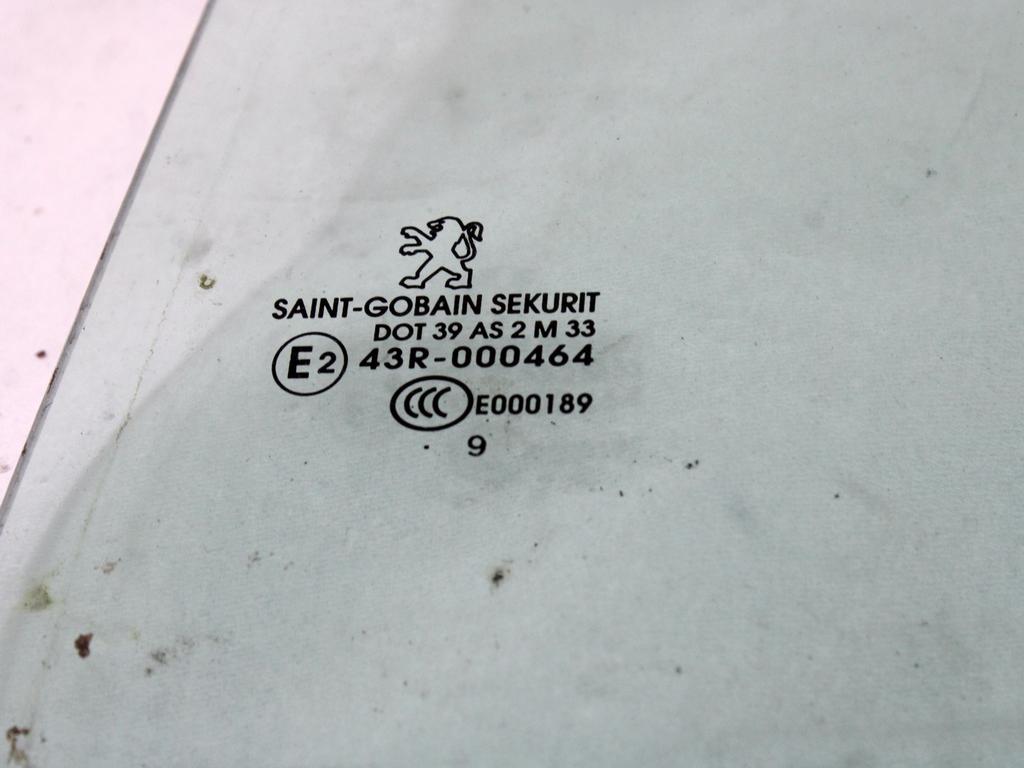 SAINT-GOBAIN SEKURIT
DOT 39 AS 2 M 33
E2 43R-000464
CCC E000189
. 9